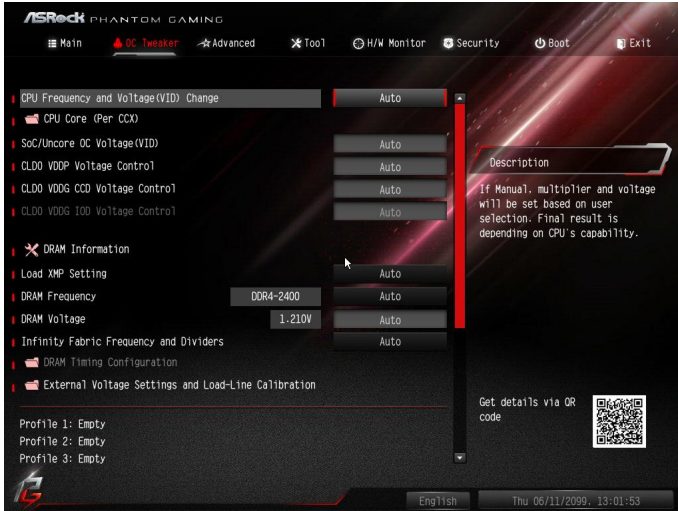 ASRock PHANTOM GAMING
Main OC Tweaker Advanced Tool H/W Monitor Security Boot Exit
CPU Frequency and Voltage(VID) Change Auto
CPU Core (Per CCX)
SoC/Uncore OC Voltage(VID) Auto
CLDO VDDP Voltage Control Auto
CLDO VDDG CCD Voltage Control Auto
CLDO VDDG IOD Voltage Control Auto
DRAM Information
Load XMP Setting Auto
DRAM Frequency DDR4-2400 Auto
DRAM Voltage 1.210V Auto
Infinity Fabric Frequency and Dividers Auto
DRAM Timing Configuration
External Voltage Settings and Load-Line Calibration
Profile 1: Empty
Profile 2: Empty
Profile 3: Empty
Description
If Manual, multiplier and voltage
will be set based on user
selection. Final result is
depending on CPU's capability.
Get details via QR
code
English Thu 06/11/2099. 13:01:53